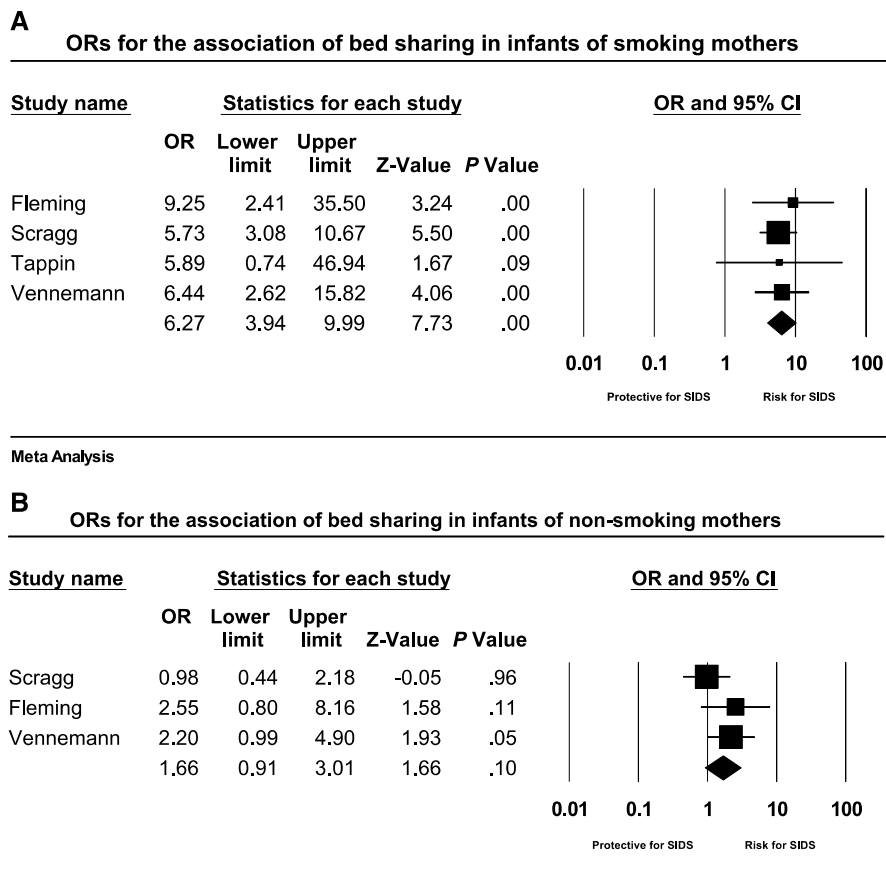 A
ORs for the association of bed sharing in infants of smoking mothers
Study name Statistics for each study OR and 95% CI
OR Lower limit Upper limit Z-Value P Value
Fleming 9.25 2.41 35.50 3.24 .00
Scragg 5.73 3.08 10.67 5.50 .00
Tappin 5.89 0.74 46.94 1.67 .09
Vennemann 6.44 2.62 15.82 4.06 .00
6.27 3.94 9.99 7.73 .00
0.01 0.1 1 10 100
Protective for SIDS Risk for SIDS
Meta Analysis
B
ORs for the association of bed sharing in infants of non-smoking mothers
Study name Statistics for each study OR and 95% CI
OR Lower limit Upper limit Z-Value P Value
Scragg 0.98 0.44 2.18 -0.05 .96
Fleming 2.55 0.80 8.16 1.58 .11
Vennemann 2.20 0.99 4.90 1.93 .05
1.66 0.91 3.01 1.66 .10
0.01 0.1 1 10 100
Protective for SIDS Risk for SIDS